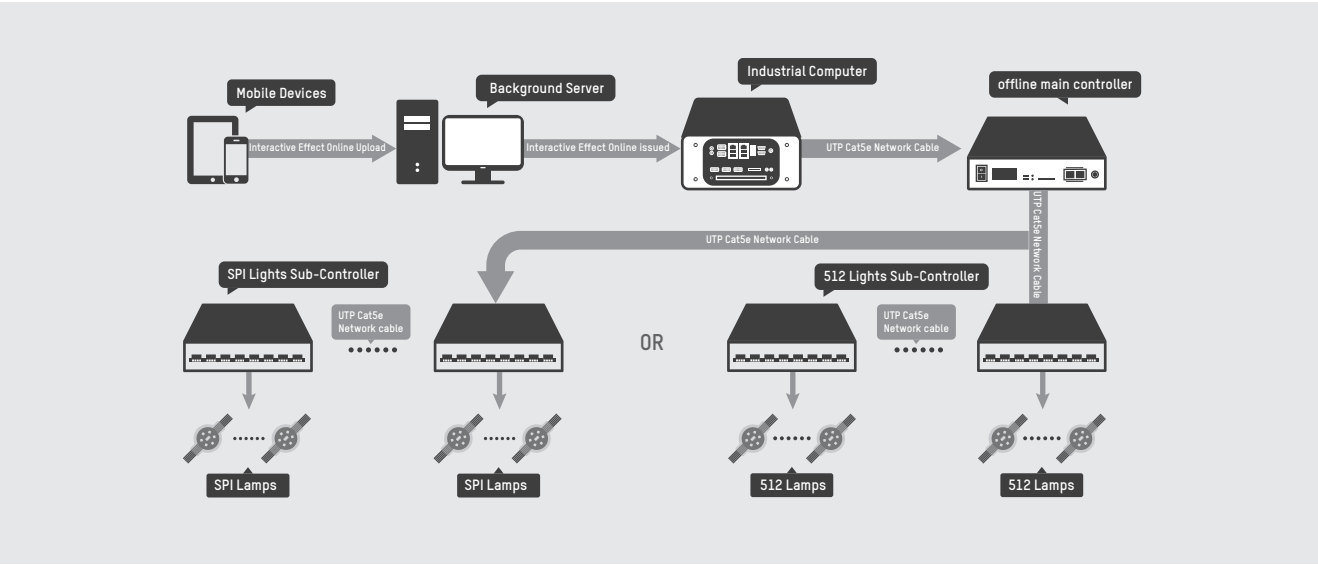 Industrial Computer
Mobile Devices
Background Server
offline main controller
Interactive Effect Online Upload
Interactive Effect Online issued
UTP Cat5e Network Cable
UTP Cat5e Network Cable
UTP Cat5e Network Cable
SPI Lights Sub-Controller
512 Lights Sub-Controller
UTP Cat5e
Network cable
UTP Cat5e
Network cable
OR
SPI Lamps
SPI Lamps
512 Lamps
512 Lamps